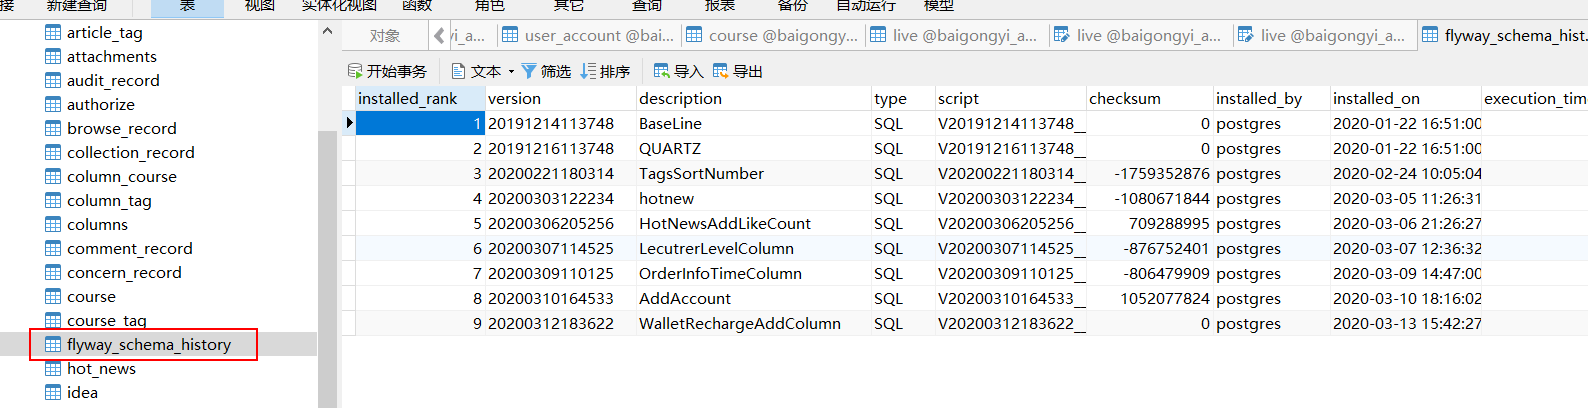 接 新建查询 表 视图 实体化视图 函数 角色 其它 查询 报表 备份 自动运行 模型
article_tag
attachments
audit_record
authorize
browse_record
collection_record
column_course
column_tag
columns
comment_record
concern_record
course
course_tag
flyway_schema_history
hot_news
idea
对象 yi_a... user_account @bai... course @baigongy... live @baigongyi_a... live @baigongyi_a... live @baigongyi_a... flyway_schema_hist..
开始事务 文本 筛选 排序 导入 导出
installed_rank version description type script checksum installed_by installed_on execution_tim
1 20191214113748 BaseLine SQL V20191214113748__ 0 postgres 2020-01-22 16:51:00
2 20191216113748 QUARTZ SQL V20191216113748__ 0 postgres 2020-01-22 16:51:00
3 20200221180314 TagsSortNumber SQL V20200221180314__ -1759352876 postgres 2020-02-24 10:05:04
4 20200303122234 hotnew SQL V20200303122234__ -1080671844 postgres 2020-03-05 11:26:31
5 20200306205256 HotNewsAddLikeCount SQL V20200306205256__ 709288995 postgres 2020-03-06 21:26:27
6 20200307114525 LecutrerLevelColumn SQL V20200307114525__ -876752401 postgres 2020-03-07 12:36:32
7 20200309110125 OrderInfoTimeColumn SQL V20200309110125__ -806479909 postgres 2020-03-09 14:47:00
8 20200310164533 AddAccount SQL V20200310164533__ 1052077824 postgres 2020-03-10 18:16:02
9 20200312183622 WalletRechargeAddColumn SQL V20200312183622__ 0 postgres 2020-03-13 15:42:27